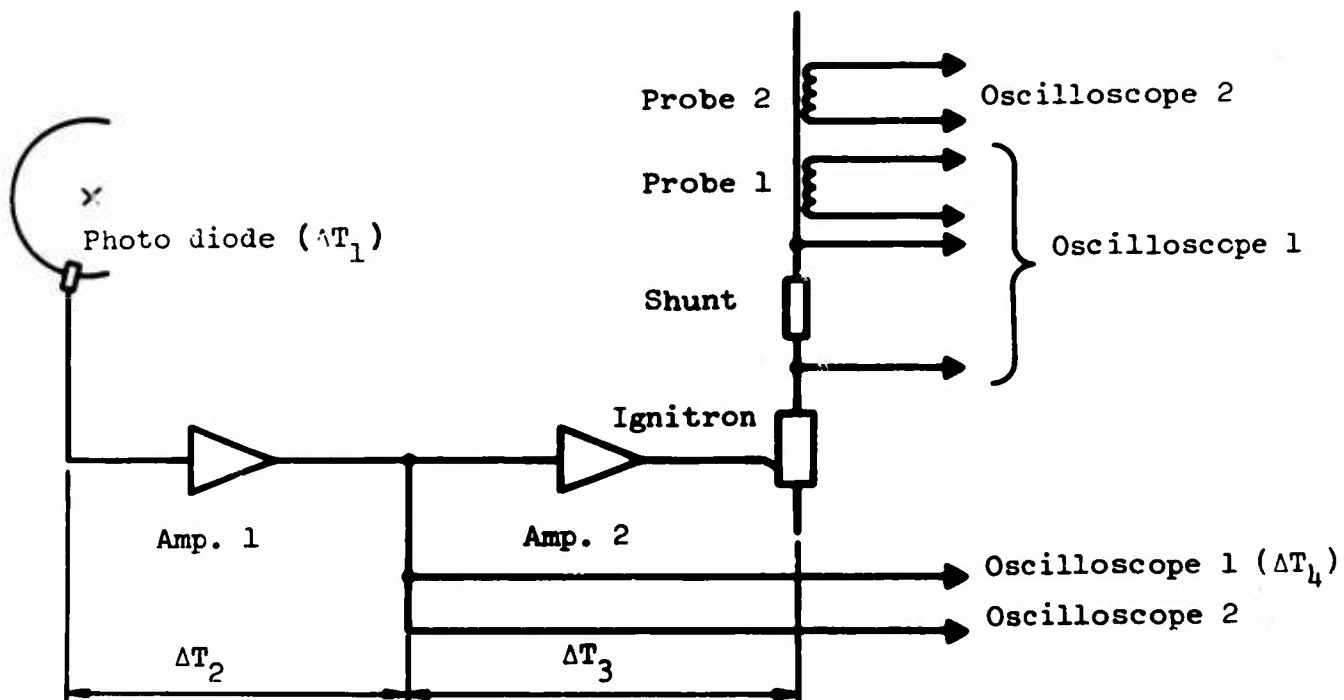 Probe 2
Oscilloscope 2
Probe 1
Photo diode (ΔT₁)
Oscilloscope 1
Shunt
Ignitron
Amp. 1
Amp. 2
Oscilloscope 1 (ΔT₄)
Oscilloscope 2
ΔT₂
ΔT₃